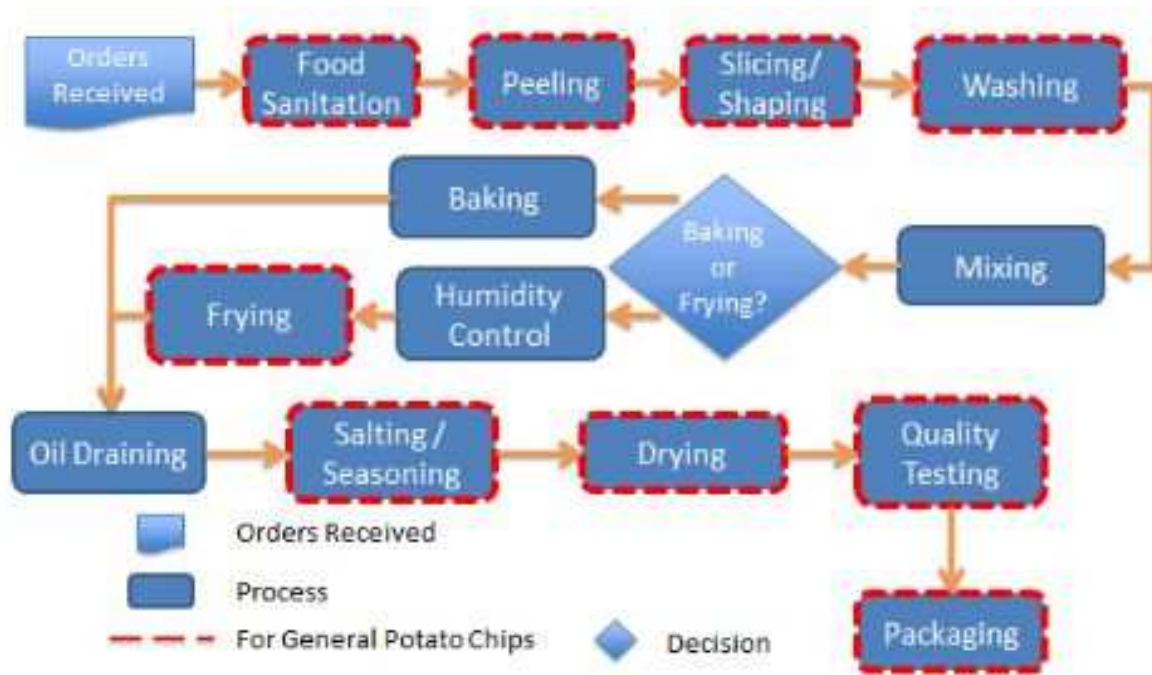 Orders
Received
Food
Sanitation
Peeling
Slicing/
Shaping
Washing
Baking
Baking
or
Frying?
Mixing
Frying
Humidity
Control
Oil Draining
Salting /
Seasoning
Drying
Quality
Testing
Orders Received
Process
For General Potato Chips
Decision
Packaging